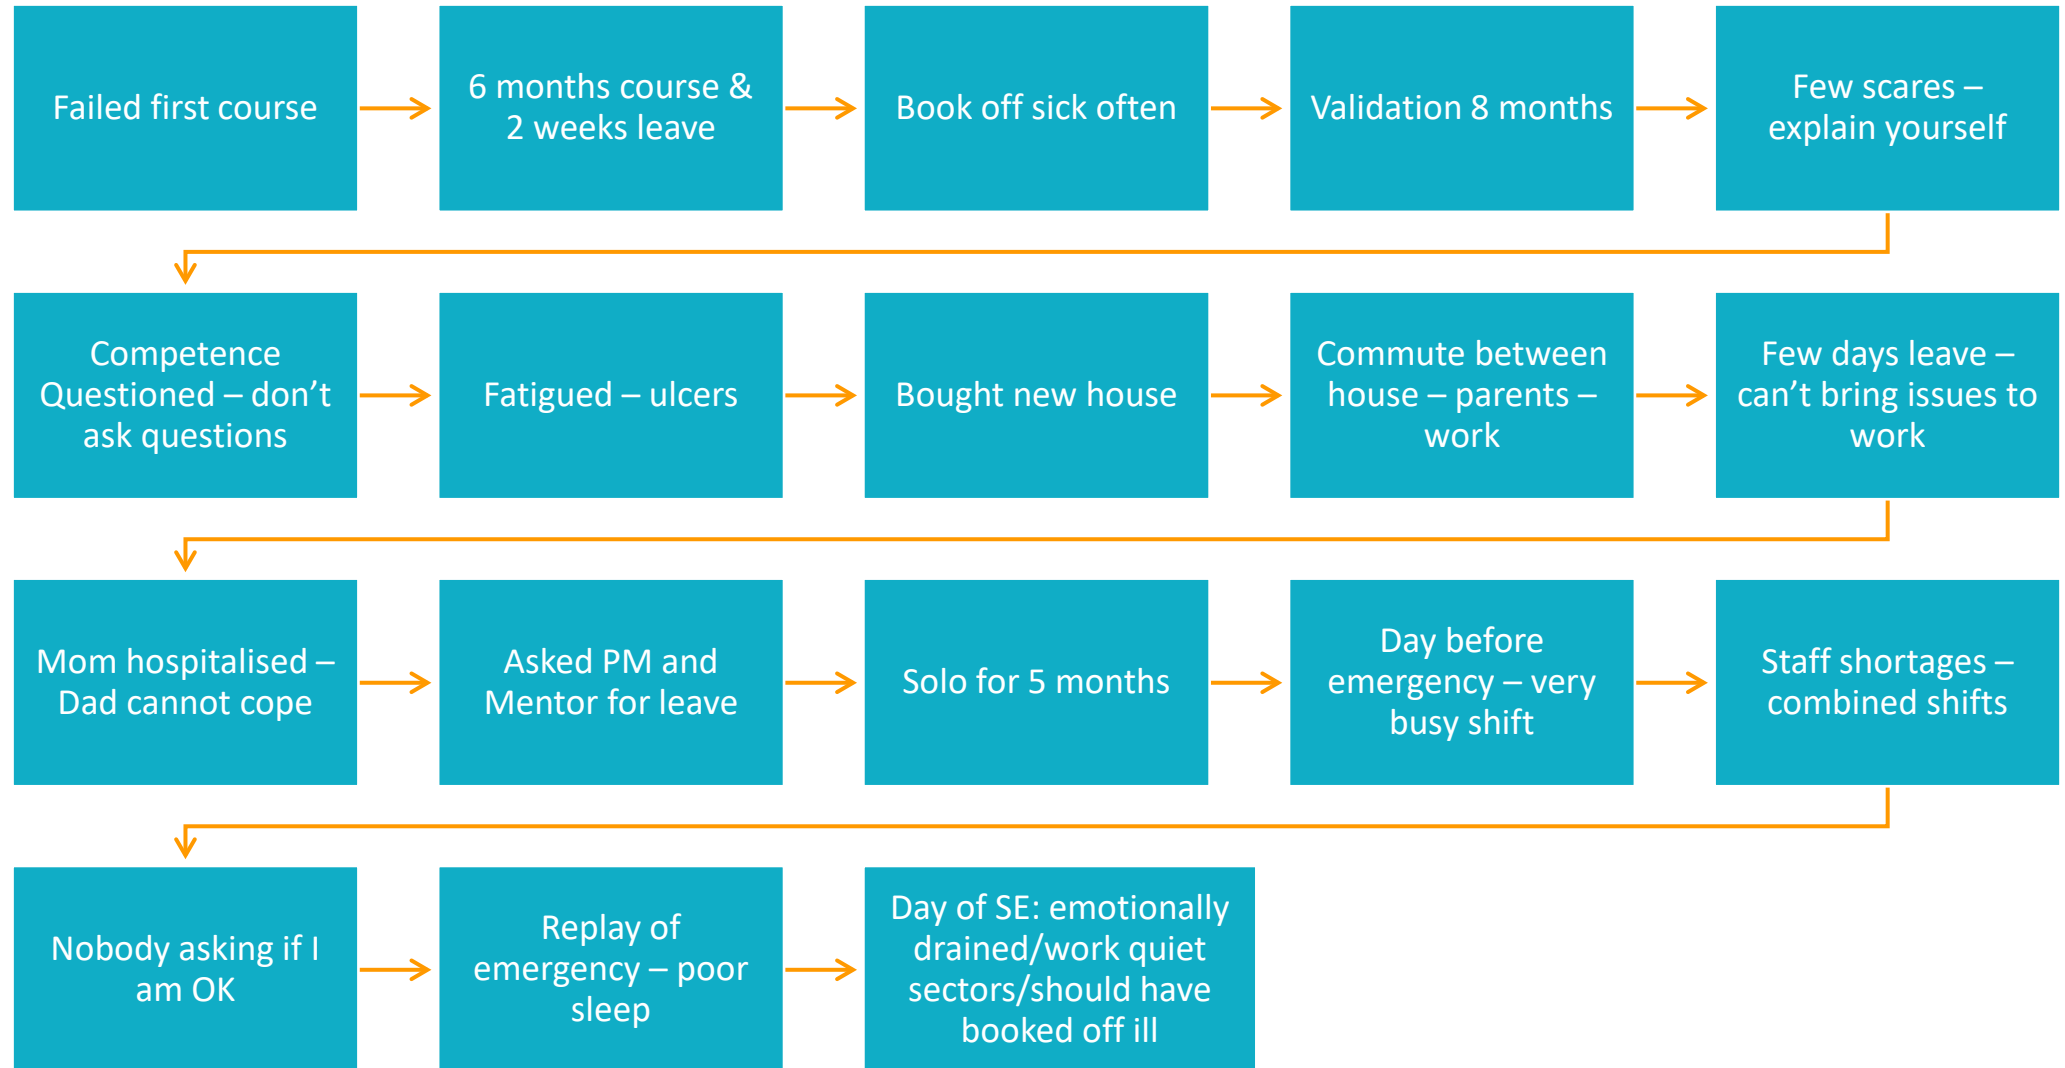 Failed first course
6 months course &
2 weeks leave
Book off sick often
Validation 8 months
Few scares –
explain yourself
Competence
Questioned – don’t
ask questions
Fatigued – ulcers
Bought new house
Commute between
house – parents –
work
Few days leave –
can’t bring issues to
work
Mom hospitalised –
Dad cannot cope
Asked PM and
Mentor for leave
Solo for 5 months
Day before
emergency – very
busy shift
Staff shortages –
combined shifts
Nobody asking if I
am OK
Replay of
emergency – poor
sleep
Day of SE: emotionally
drained/work quiet
sectors/should have
booked off ill